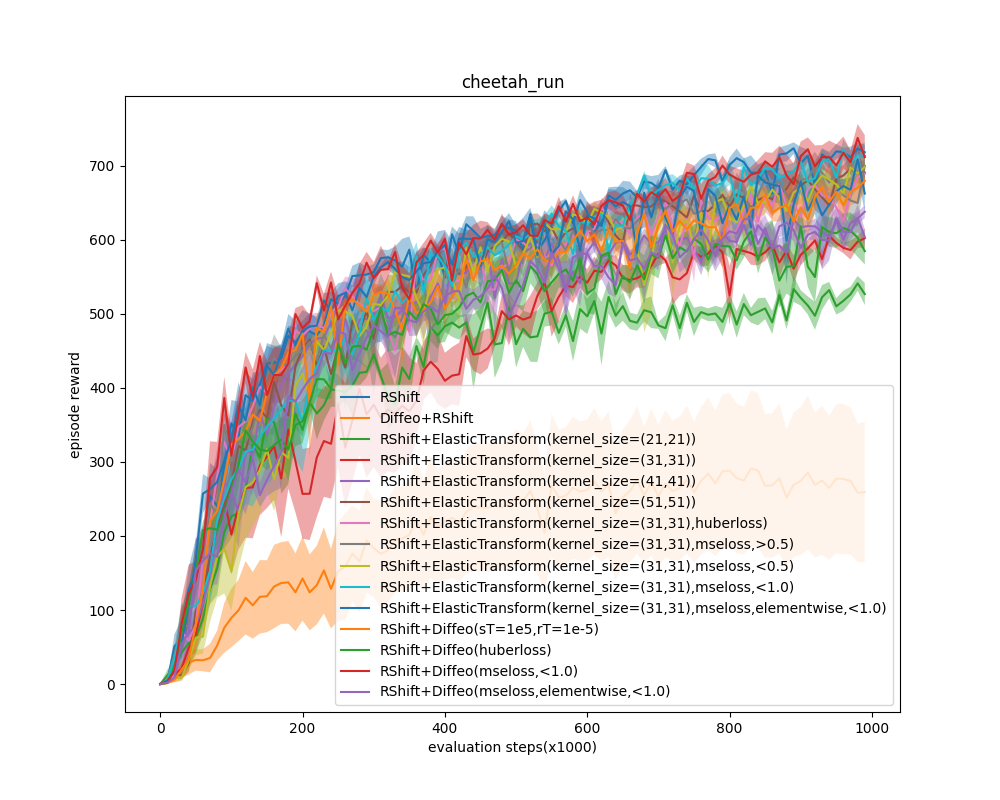 cheetah_run
episode reward
700
600
500
400
300
200
100
0
RShift
Diffeo+RShift
RShift+ElasticTransform(kernel_size=(21,21))
RShift+ElasticTransform(kernel_size=(31,31))
RShift+ElasticTransform(kernel_size=(41,41))
RShift+ElasticTransform(kernel_size=(51,51))
RShift+ElasticTransform(kernel_size=(31,31),huberloss)
RShift+ElasticTransform(kernel_size=(31,31),mseloss,>0.5)
RShift+ElasticTransform(kernel_size=(31,31),mseloss,<0.5)
RShift+ElasticTransform(kernel_size=(31,31),mseloss,<1.0)
RShift+ElasticTransform(kernel_size=(31,31),mseloss,elementwise,<1.0)
RShift+Diffeo(sT=1e5,rT=1e-5)
RShift+Diffeo(huberloss)
RShift+Diffeo(mseloss,<1.0)
RShift+Diffeo(mseloss,elementwise,<1.0)
0 200 400 600 800 1000
evaluation steps(x1000)